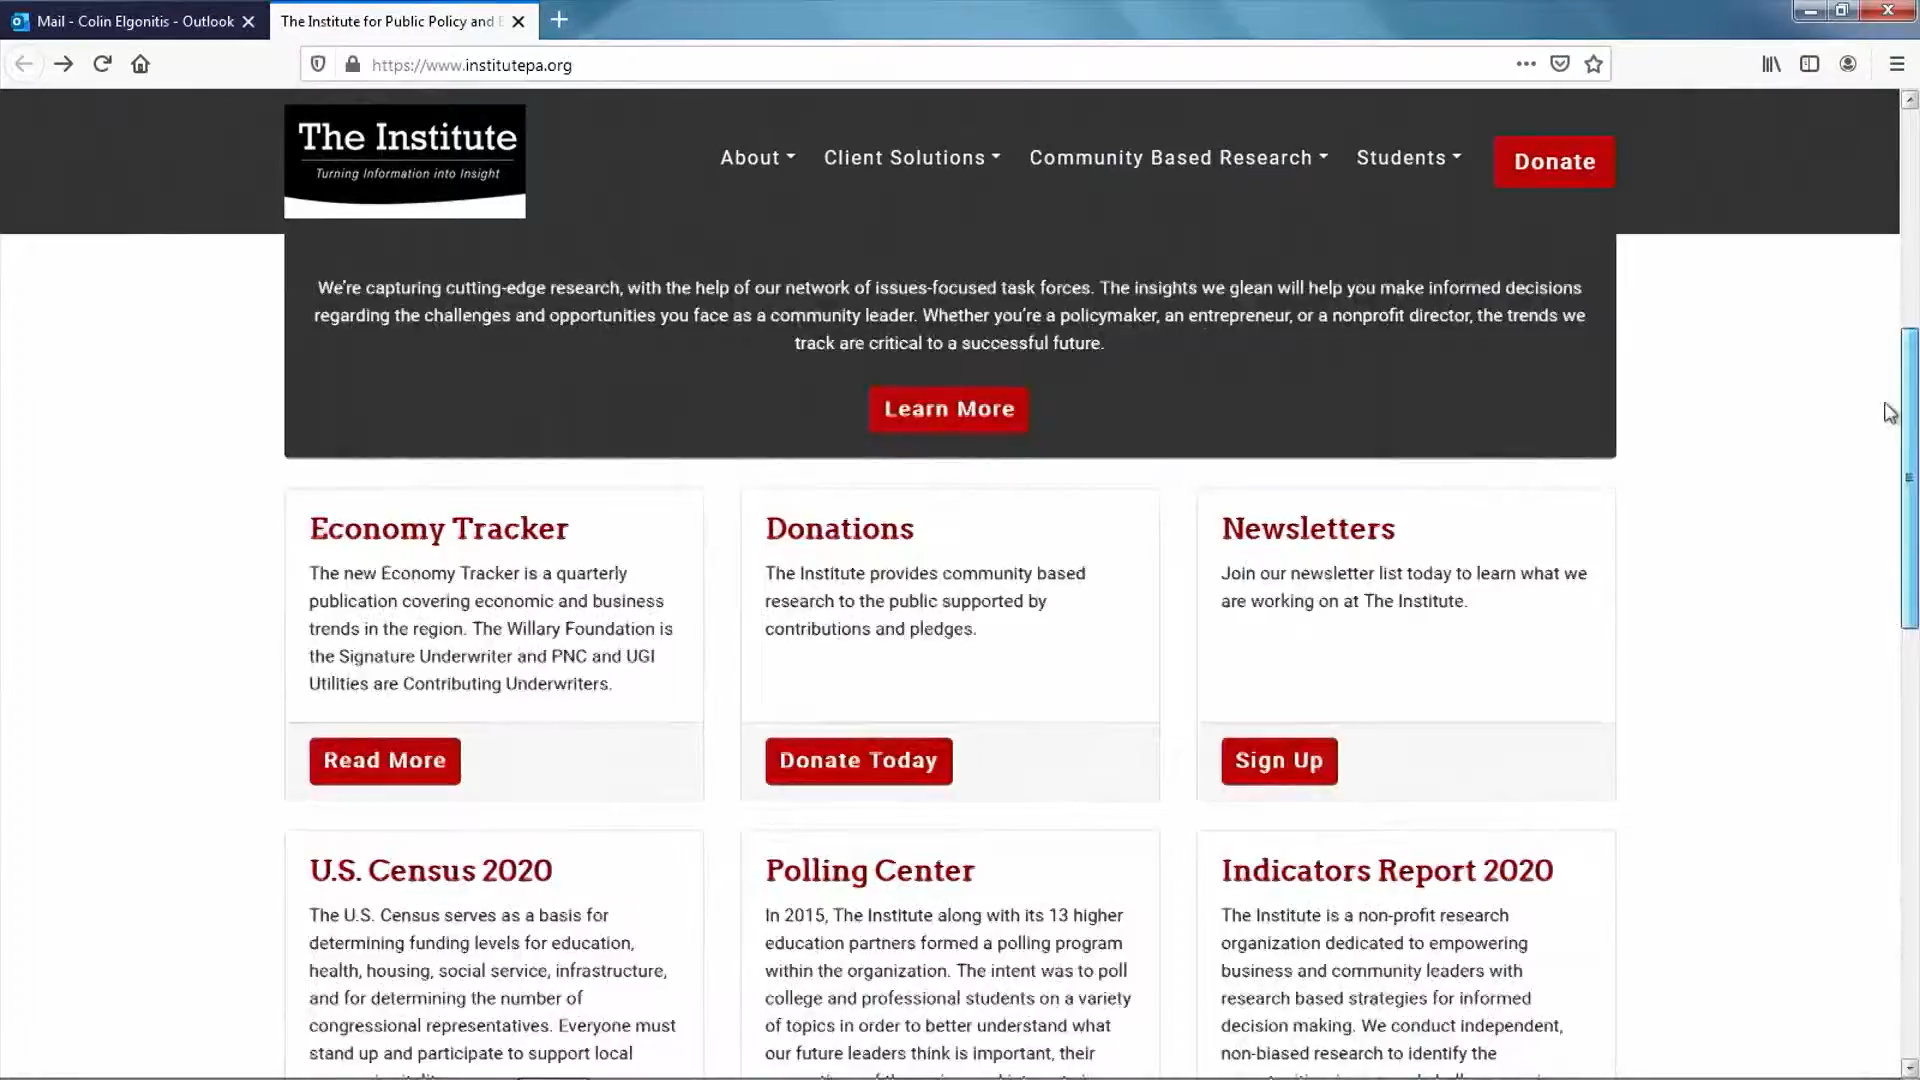 Mail - Colin Elgonitis - Outlook
The Institute for Public Policy and
https://www.institutepa.org
The Institute
Turning Information into Insight
About
Client Solutions
Community Based Research
Students
Donate
We're capturing cutting-edge research, with the help of our network of issues-focused task forces. The insights we glean will help you make informed decisions
regarding the challenges and opportunities you face as a community leader. Whether you're a policymaker, an entrepreneur, or a nonprofit director, the trends we
track are critical to a successful future.
Learn More
Economy Tracker
The new Economy Tracker is a quarterly
publication covering economic and business
trends in the region. The Willary Foundation is
the Signature Underwriter and PNC and UGI
Utilities are Contributing Underwriters.
Read More
Donations
The Institute provides community based
research to the public supported by
contributions and pledges.
Donate Today
Newsletters
Join our newsletter list today to learn what we
are working on at The Institute.
Sign Up
U.S. Census 2020
The U.S. Census serves as a basis for
determining funding levels for education,
health, housing, social service, infrastructure,
and for determining the number of
congressional representatives. Everyone must
stand up and participate to support local
Polling Center
In 2015, The Institute along with its 13 higher
education partners formed a polling program
within the organization. The intent was to poll
college and professional students on a variety
of topics in order to better understand what
our future leaders think is important, their
Indicators Report 2020
The Institute is a non-profit research
organization dedicated to empowering
business and community leaders with
research based strategies for informed
decision making. We conduct independent,
non-biased research to identify the